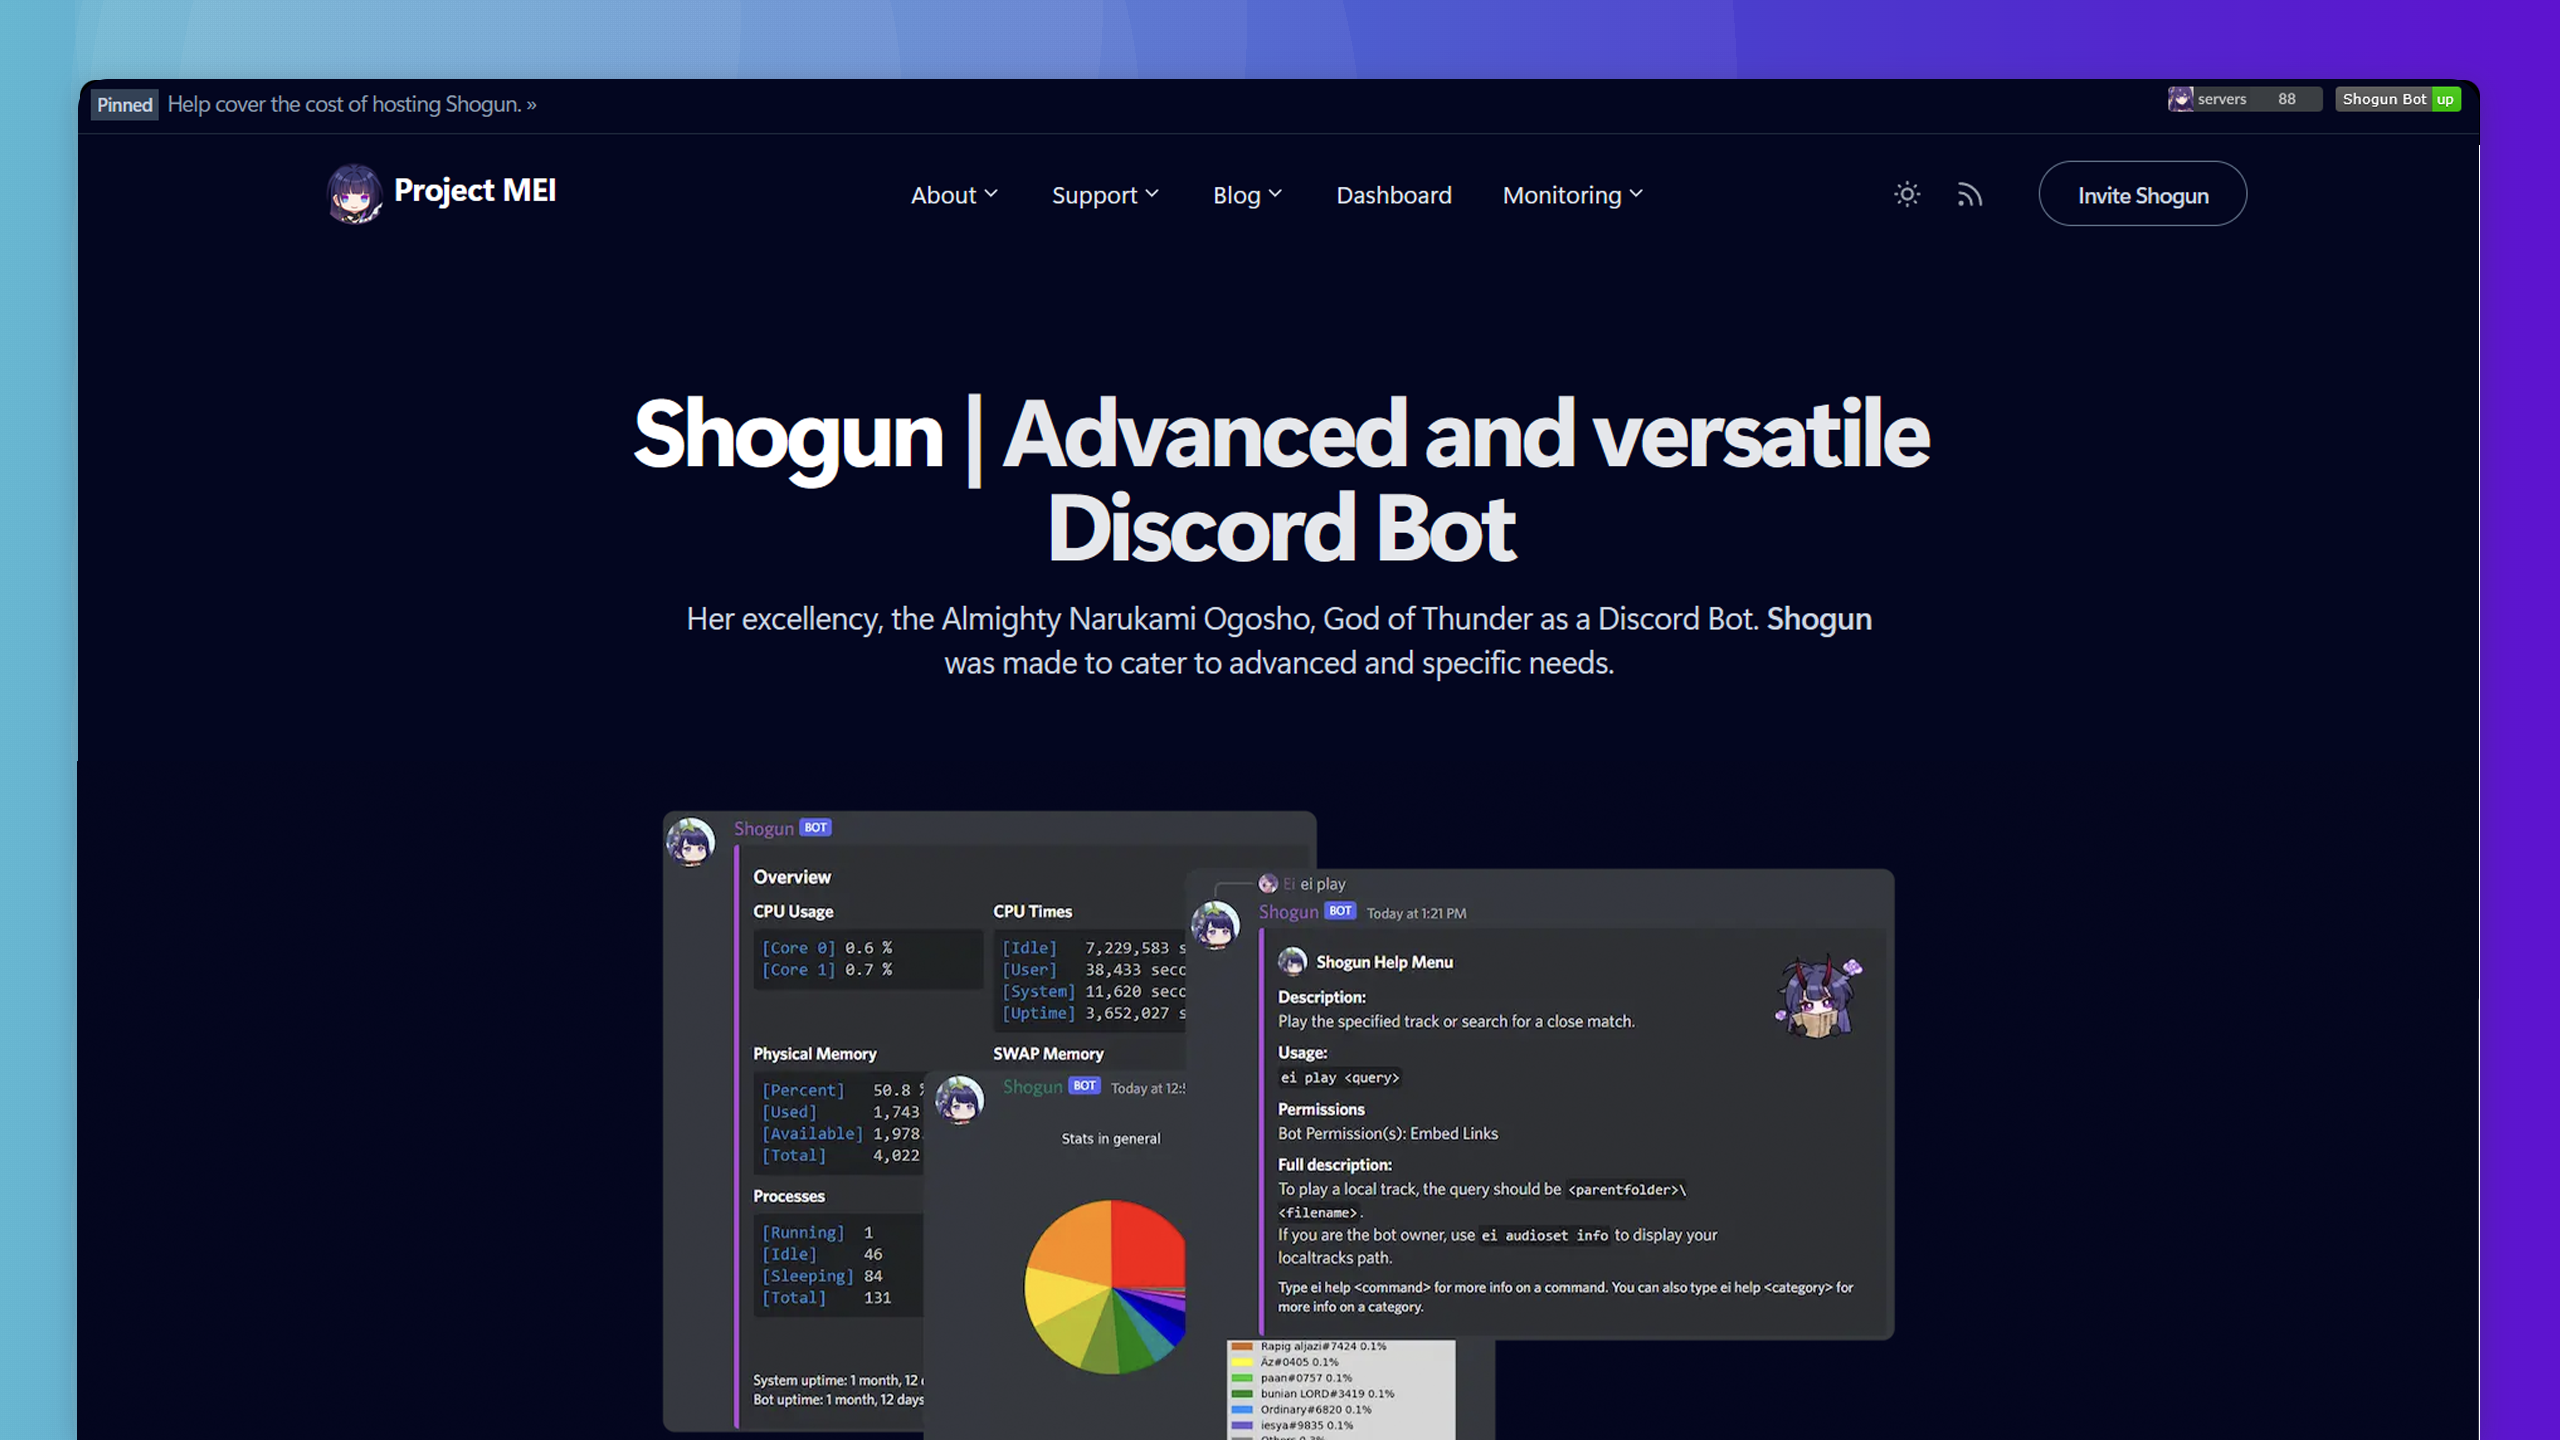 Pinned Help cover the cost of hosting Shogun. »
servers 88
Shogun Bot up
Project MEI
About
Support
Blog
Dashboard
Monitoring
Invite Shogun
Shogun | Advanced and versatile
Discord Bot
Her excellency, the Almighty Narukami Ogosho, God of Thunder as a Discord Bot. Shogun
was made to cater to advanced and specific needs.
Shogun BOT
Overview
CPU Usage
[Core 0] 0.6 %
[Core 1] 0.7 %
CPU Times
[Idle] 7,229,583 s
[User] 38,433 seco
[System] 11,620 seco
[Uptime] 3,652,027 s
Physical Memory
[Percent] 50.8 %
[Used] 1,743
[Available] 1,978
[Total] 4,022
SWAP Memory
Processes
[Running] 1
[Idle] 46
[Sleeping] 84
[Total] 131
System uptime: 1 month, 12
Bot uptime: 1 month, 12 days
Shogun BOT Today at 12:5
Stats in general
Ei ei play
Shogun BOT Today at 1:21 PM
Shogun Help Menu
Description:
Play the specified track or search for a close match.
Usage:
ei play <query>
Permissions
Bot Permission(s): Embed Links
Full description:
To play a local track, the query should be <parentfolder>\
<filename>.
If you are the bot owner, use ei audioset info to display your
localtracks path.
Type ei help <command> for more info on a command. You can also type ei help <category> for
more info on a category.
Rapig aljazi#7424 0.1%
Äz#0405 0.1%
paan#0757 0.1%
bunian LORD#3419 0.1%
Ordinary#6820 0.1%
iesya#9835 0.1%